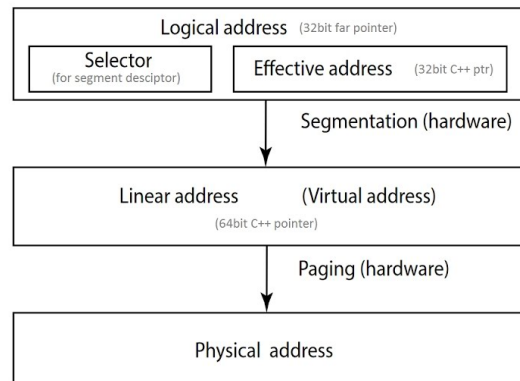 Logical address (32bit far pointer)
Selector
(for segment desciptor)
Effective address (32bit C++ ptr)
Segmentation (hardware)
Linear address (Virtual address)
(64bit C++ pointer)
Paging (hardware)
Physical address